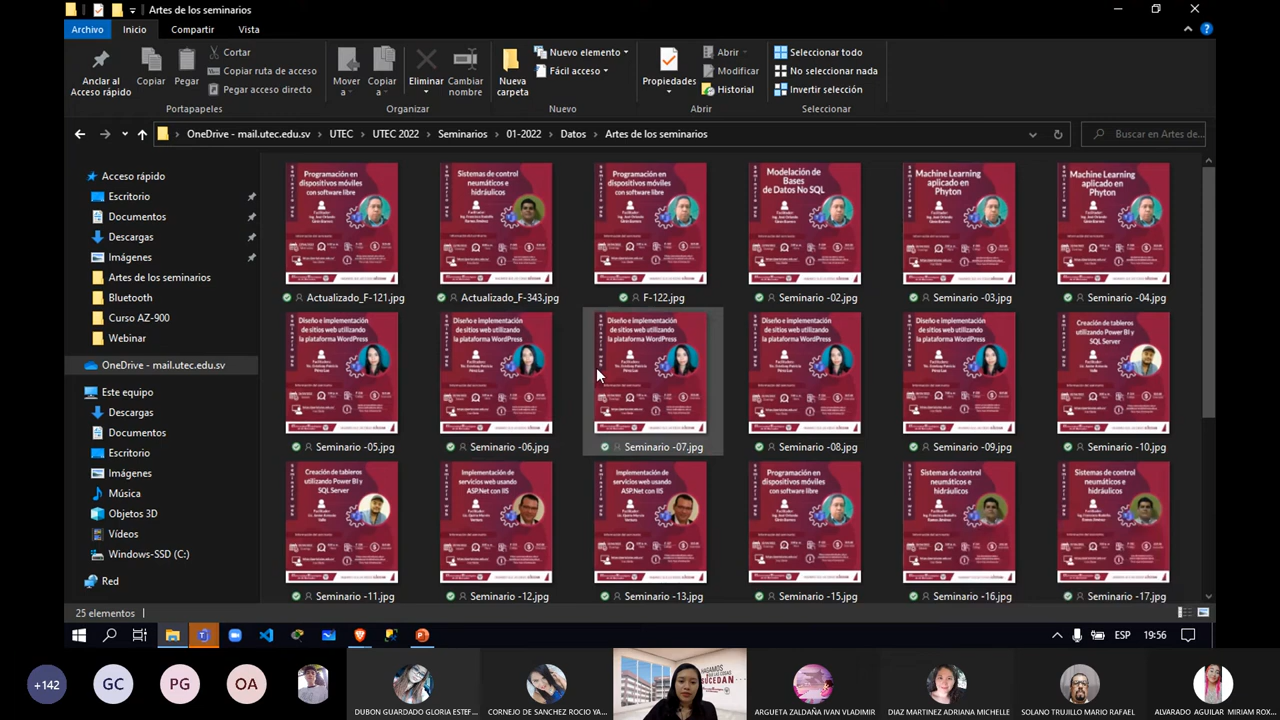 Artes de los seminarios
Archivo
Inicio
Compartir
Vista
Anclar al
Acceso rápido
Copiar
Pegar
Cortar
Copiar ruta de acceso
Pegar acceso directo
Portapapeles
Mover
a
Copiar
a
Eliminar
Cambiar
nombre
Organizar
Nueva
carpeta
Nuevo elemento
Fácil acceso
Nuevo
Propiedades
Abrir
Modificar
Historial
Abrir
Seleccionar todo
No seleccionar nada
Invertir selección
Seleccionar
OneDrive - mail.utec.edu.sv > UTEC > UTEC 2022 > Seminarios > 01-2022 > Datos > Artes de los seminarios
Buscar en Artes de...
Acceso rápido
Escritorio
Documentos
Descargas
Imágenes
Artes de los seminarios
Bluetooth
Curso AZ-900
Webinar
OneDrive - mail.utec.edu.sv
Este equipo
Descargas
Documentos
Escritorio
Imágenes
Música
Objetos 3D
Vídeos
Windows-SSD (C:)
Red
Programación en
dispositivos móviles
con software libre
Sistemas de control
neumáticos e
hidráulicos
Programación en
dispositivos móviles
con software libre
Modelación de
Bases
de Datos No SQL
Machine Learning
aplicado en
Phyton
Machine Learning
aplicado en
Phyton
Actualizado_F-121.jpg
Actualizado_F-343.jpg
F-122.jpg
Seminario -02.jpg
Seminario -03.jpg
Seminario -04.jpg
Diseño e implementación
de sitios web utilizando
la plataforma WordPress
Diseño e implementación
de sitios web utilizando
la plataforma WordPress
Diseño e implementación
de sitios web utilizando
la plataforma WordPress
Diseño e implementación
de sitios web utilizando
la plataforma WordPress
Diseño e implementación
de sitios web utilizando
la plataforma WordPress
Creación de tableros
utilizando Power BI y
SQL Server
Seminario -05.jpg
Seminario -06.jpg
Seminario -07.jpg
Seminario -08.jpg
Seminario -09.jpg
Seminario -10.jpg
Creación de tableros
utilizando Power BI y
SQL Server
Implementación de
servicios web usando
ASP.Net con IIS
Implementación de
servicios web usando
ASP.Net con IIS
Programación en
dispositivos móviles
con software libre
Sistemas de control
neumáticos e
hidráulicos
Sistemas de control
neumáticos e
hidráulicos
Seminario -11.jpg
Seminario -12.jpg
Seminario -13.jpg
Seminario -15.jpg
Seminario -16.jpg
Seminario -17.jpg
25 elementos
ESP
19:56
+142
GC
PG
OA
HAGAMOS
SUCEDAN
DUBON GUARDADO GLORIA ESTEF...
CORNEJO DE SANCHEZ ROCIO YA...
ARGUETA ZALDAÑA IVAN VLADIMIR
DIAZ MARTINEZ ADRIANA MICHELLE
SOLANO TRUJILLO MARIO RAFAEL
ALVARADO AGUILAR MIRIAM ROX...